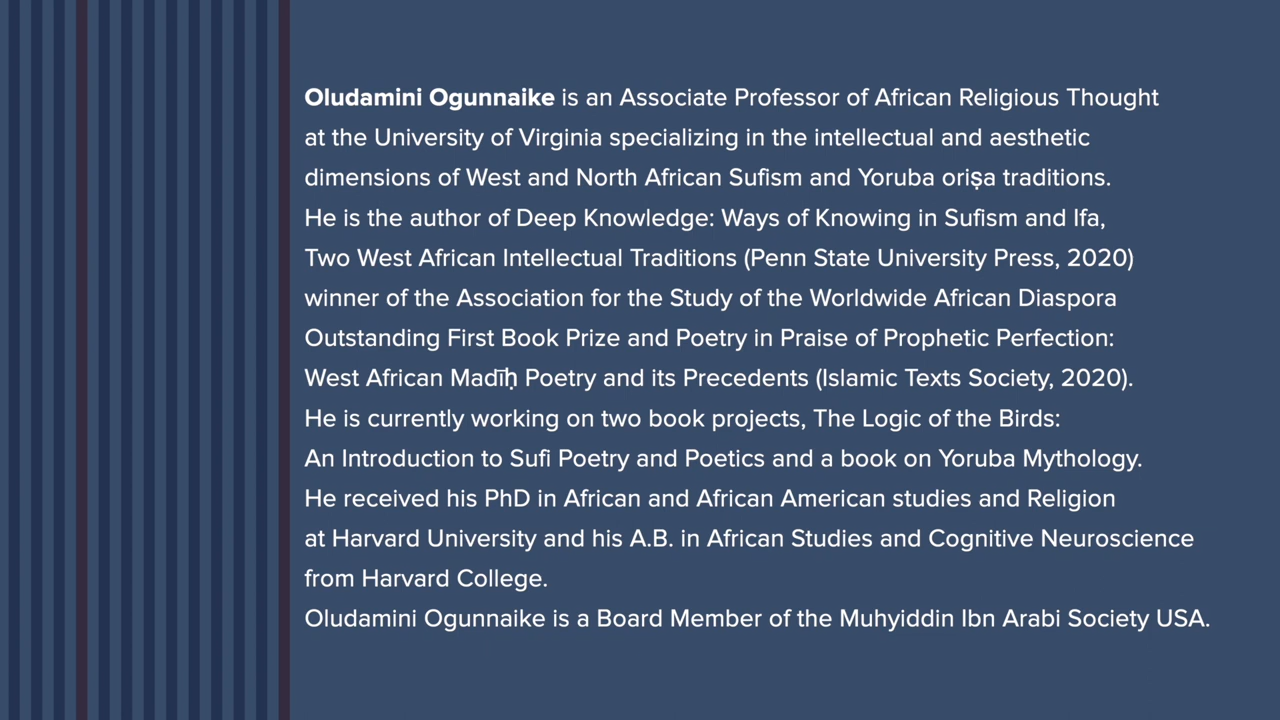 Oludamini Ogunnaike is an Associate Professor of African Religious Thought
at the University of Virginia specializing in the intellectual and aesthetic
dimensions of West and North African Sufism and Yoruba oriṣa traditions.
He is the author of Deep Knowledge: Ways of Knowing in Sufism and Ifa,
Two West African Intellectual Traditions (Penn State University Press, 2020)
winner of the Association for the Study of the Worldwide African Diaspora
Outstanding First Book Prize and Poetry in Praise of Prophetic Perfection:
West African Madīḥ Poetry and its Precedents (Islamic Texts Society, 2020).
He is currently working on two book projects, The Logic of the Birds:
An Introduction to Sufi Poetry and Poetics and a book on Yoruba Mythology.
He received his PhD in African and African American studies and Religion
at Harvard University and his A.B. in African Studies and Cognitive Neuroscience
from Harvard College.
Oludamini Ogunnaike is a Board Member of the Muhyiddin Ibn Arabi Society USA.